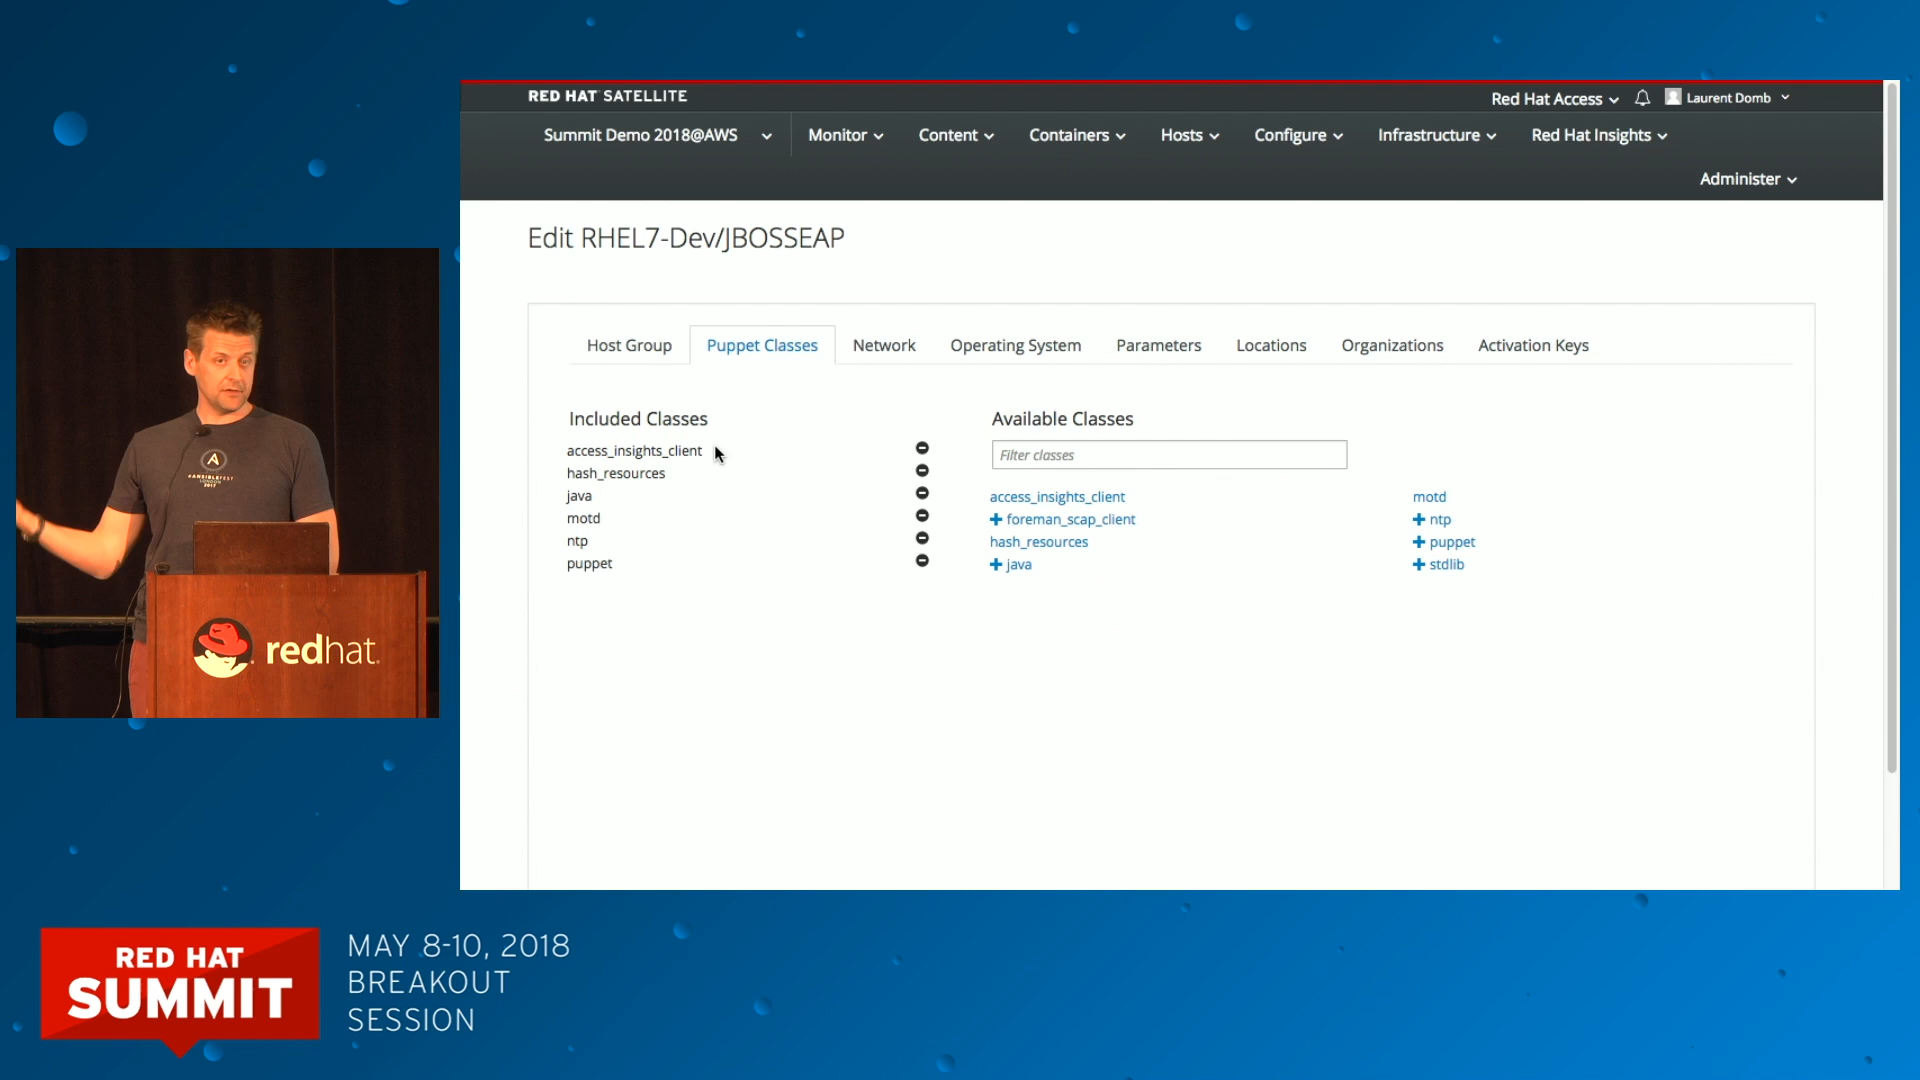 RED HAT SATELLITE
Red Hat Access
Laurent Domb
Summit Demo 2018@AWS
Monitor
Content
Containers
Hosts
Configure
Infrastructure
Red Hat Insights
Administer
Edit RHEL7-Dev/JBOSSEAP
Host Group
Puppet Classes
Network
Operating System
Parameters
Locations
Organizations
Activation Keys
Included Classes
access_insights_client
hash_resources
java
motd
ntp
puppet
Available Classes
Filter classes
access_insights_client
foreman_scap_client
hash_resources
java
motd
ntp
puppet
stdlib
A
#ANSIBLEFEST
LONDON
2017
redhat.
RED HAT
SUMMIT
MAY 8-10, 2018
BREAKOUT
SESSION